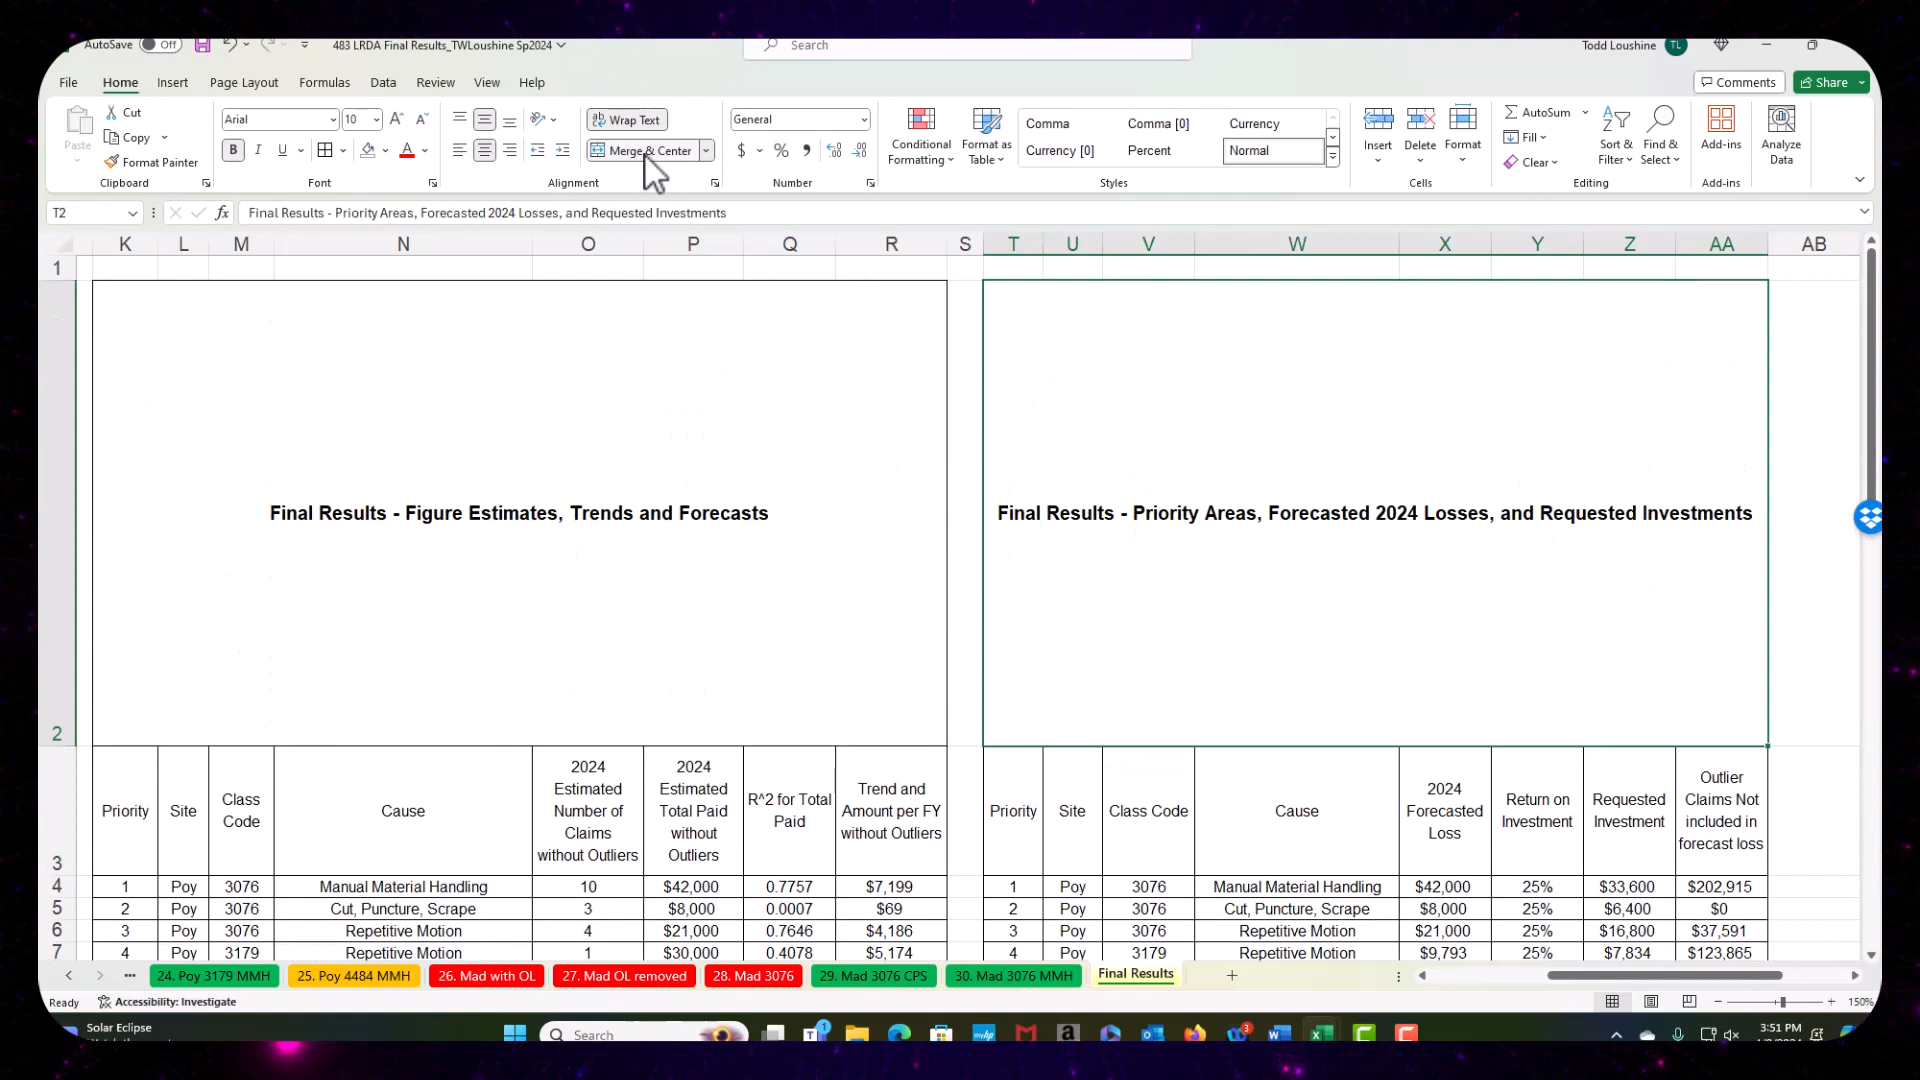 AutoSave Off 483 LRDA Final Results_TWLoushine Sp2024 Search Todd Loushine TL
File Home Insert Page Layout Formulas Data Review View Help Comments Share
Paste Cut Copy Format Painter Clipboard
Arial 10 B I U A Font
Wrap Text Merge & Center Alignment
General $ % Number
Conditional Formatting Format as Table
Comma Comma [0] Currency
Currency [0] Percent Normal
Styles
Insert Delete Format Cells
AutoSum Fill Clear Sort & Filter Find & Select Editing
Add-ins Add-ins
Analyze Data
T2 fx Final Results - Priority Areas, Forecasted 2024 Losses, and Requested Investments
K L M N O P Q R S T U V W X Y Z AA AB
1
2
Final Results - Figure Estimates, Trends and Forecasts
Final Results - Priority Areas, Forecasted 2024 Losses, and Requested Investments
3 Priority Site Class Code Cause 2024 Estimated Number of Claims without Outliers 2024 Estimated Total Paid without Outliers R^2 for Total Paid Trend and Amount per FY without Outliers Priority Site Class Code Cause 2024 Forecasted Loss Return on Investment Requested Investment Outlier Claims Not included in forecast loss
4 1 Poy 3076 Manual Material Handling 10 $42,000 0.7757 $7,199 1 Poy 3076 Manual Material Handling $42,000 25% $33,600 $202,915
5 2 Poy 3076 Cut, Puncture, Scrape 3 $8,000 0.0007 $69 2 Poy 3076 Cut, Puncture, Scrape $8,000 25% $6,400 $0
6 3 Poy 3076 Repetitive Motion 4 $21,000 0.7646 $4,186 3 Poy 3076 Repetitive Motion $21,000 25% $16,800 $37,591
7 4 Poy 3179 Repetitive Motion 1 $30,000 0.4078 $5,174 4 Poy 3179 Repetitive Motion $9,793 25% $7,834 $123,865
24. Poy 3179 MMH 25. Poy 4484 MMH 26. Mad with OL 27. Mad OL removed 28. Mad 3076 29. Mad 3076 CPS 30. Mad 3076 MMH Final Results
Ready Accessibility: Investigate 150%
Solar Eclipse Search 3:51 PM